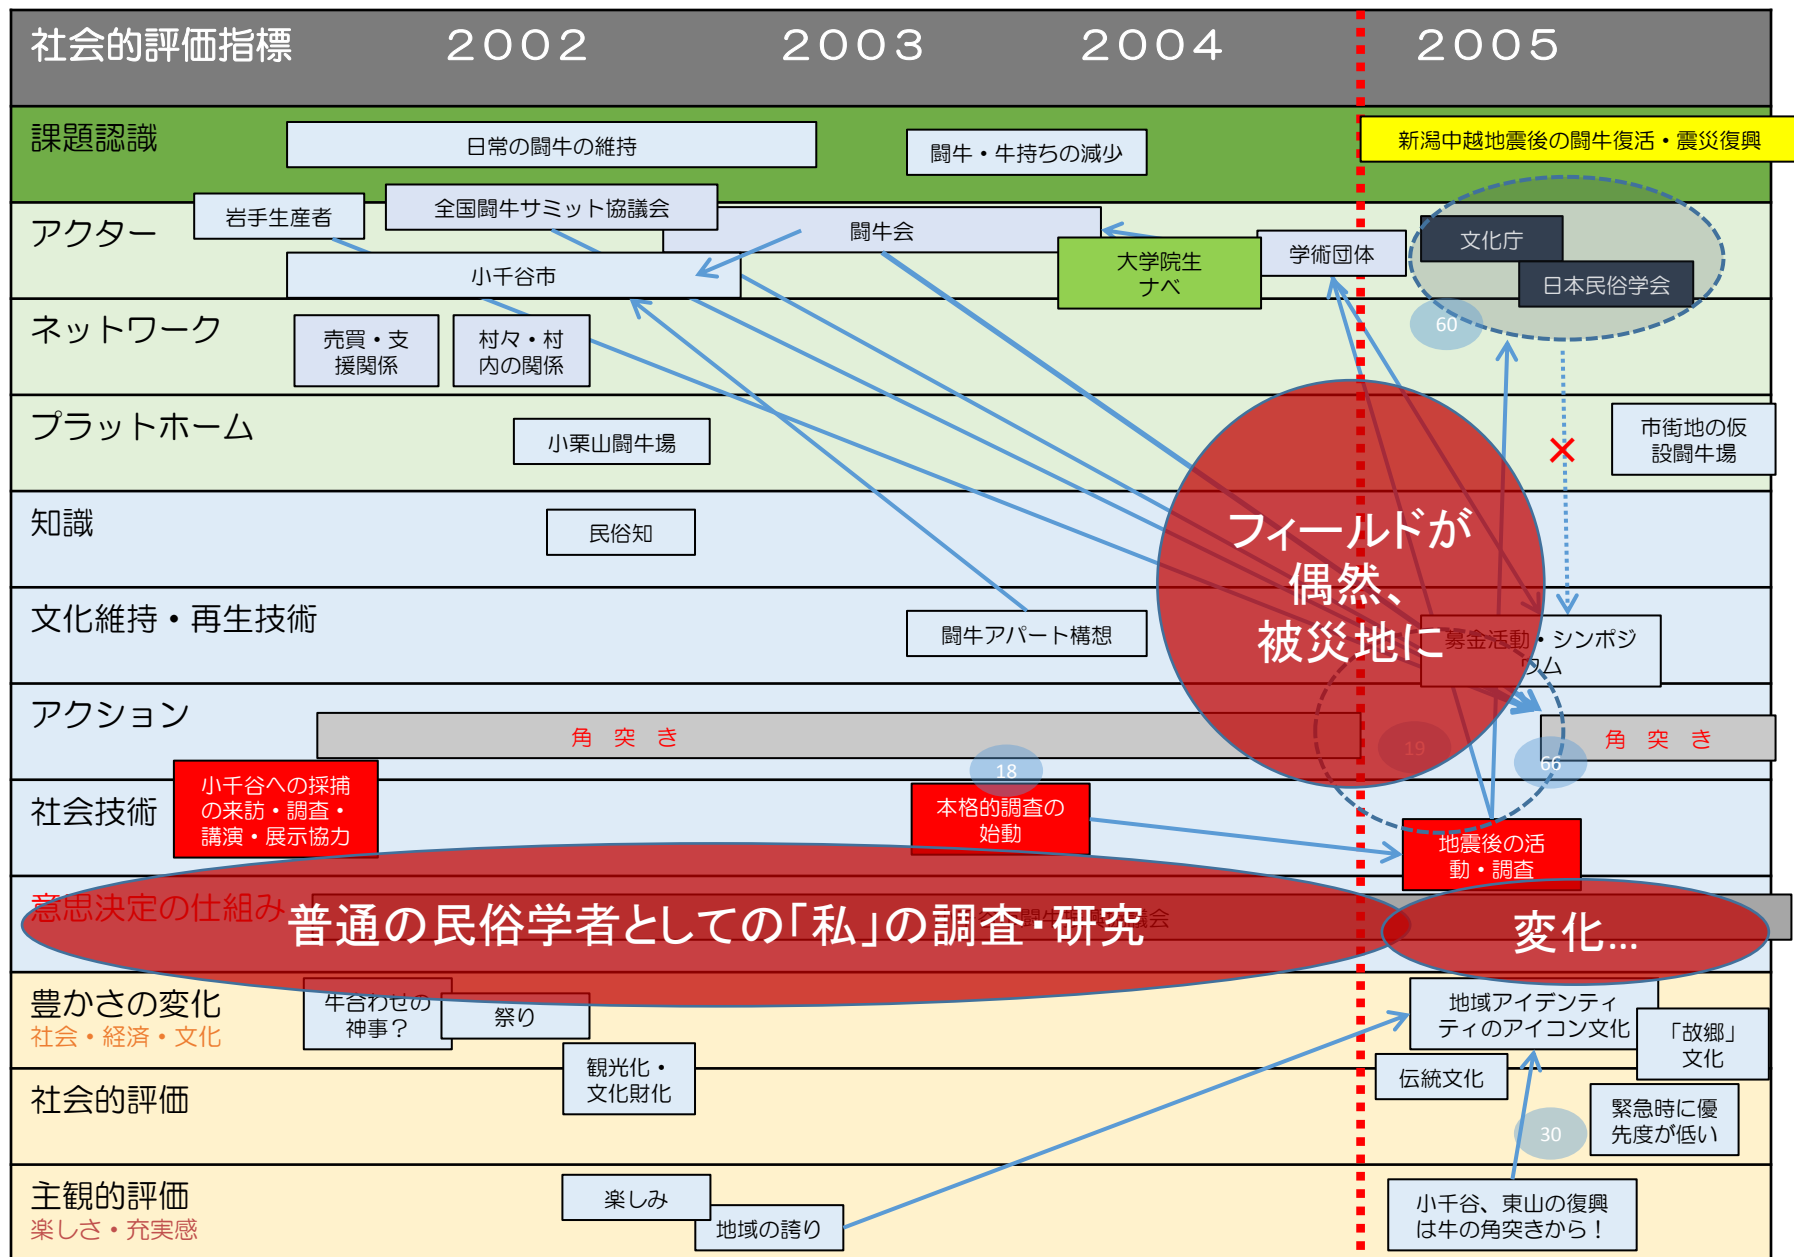 社会的評価指標
2002
2003
2004
2005
課題認識
日常の闘牛の維持
闘牛・牛持ちの減少
新潟中越地震後の闘牛復活・震災復興
アクター
岩手生産者
全国闘牛サミット協議会
闘牛会
小千谷市
大学院生
ナベ
学術団体
文化庁
日本民俗学会
ネットワーク
売買・支
援関係
村々・村
内の関係
60
プラットホーム
小栗山闘牛場
市街地の仮
設闘牛場
知識
民俗知
フィールドが
偶然、
被災地に
文化維持・再生技術
闘牛アパート構想
募金活動・シンポジ
ウム
アクション
角 突 き
角 突 き
18
19
66
社会技術
小千谷への採捕
の来訪・調査・
講演・展示協力
本格的調査の
始動
地震後の活
動・調査
意思決定の仕組み
普通の民俗学者としての「私」の調査・研究
変化…
豊かさの変化
社会・経済・文化
牛合わせの
神事？
祭り
観光化・
文化財化
地域アイデンティ
ティのアイコン文化
「故郷」
文化
社会的評価
伝統文化
緊急時に優
先度が低い
30
主観的評価
楽しさ・充実感
楽しみ
地域の誇り
小千谷、東山の復興
は牛の角突きから！